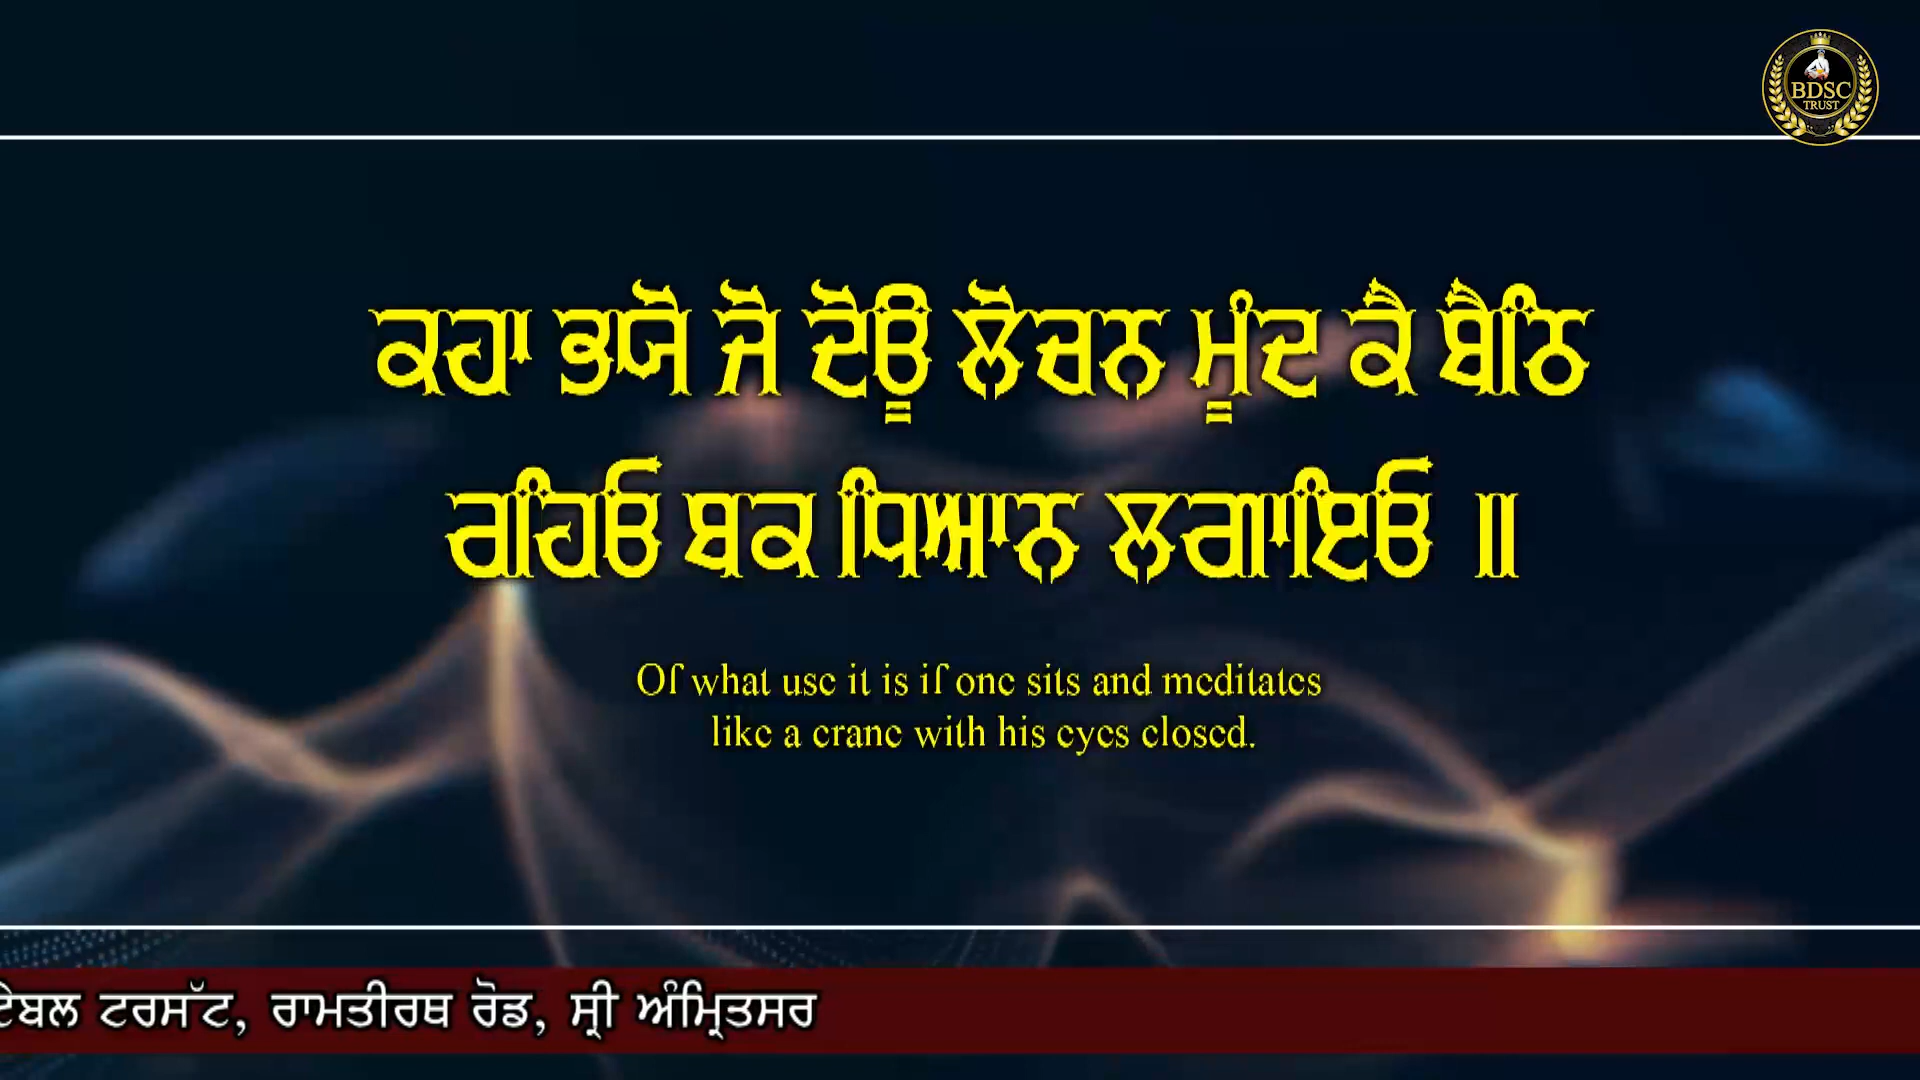 BDSC
TRUST
ਕਹਾ ਭਯੋ ਜੋ ਦੋਊ ਲੋਚਨ ਮੂੰਦ ਕੈ ਬੈਠਿ
ਰਹਿਓ ਬਕ ਧਿਆਨ ਲਗਾਇਓ ॥
Of what use it is if one sits and meditates
like a crane with his eyes closed.
ਟਰਸੱਟ, ਰਾਮਤੀਰਥ ਰੋਡ, ਸ੍ਰੀ ਅੰਮ੍ਰਿਤਸਰ